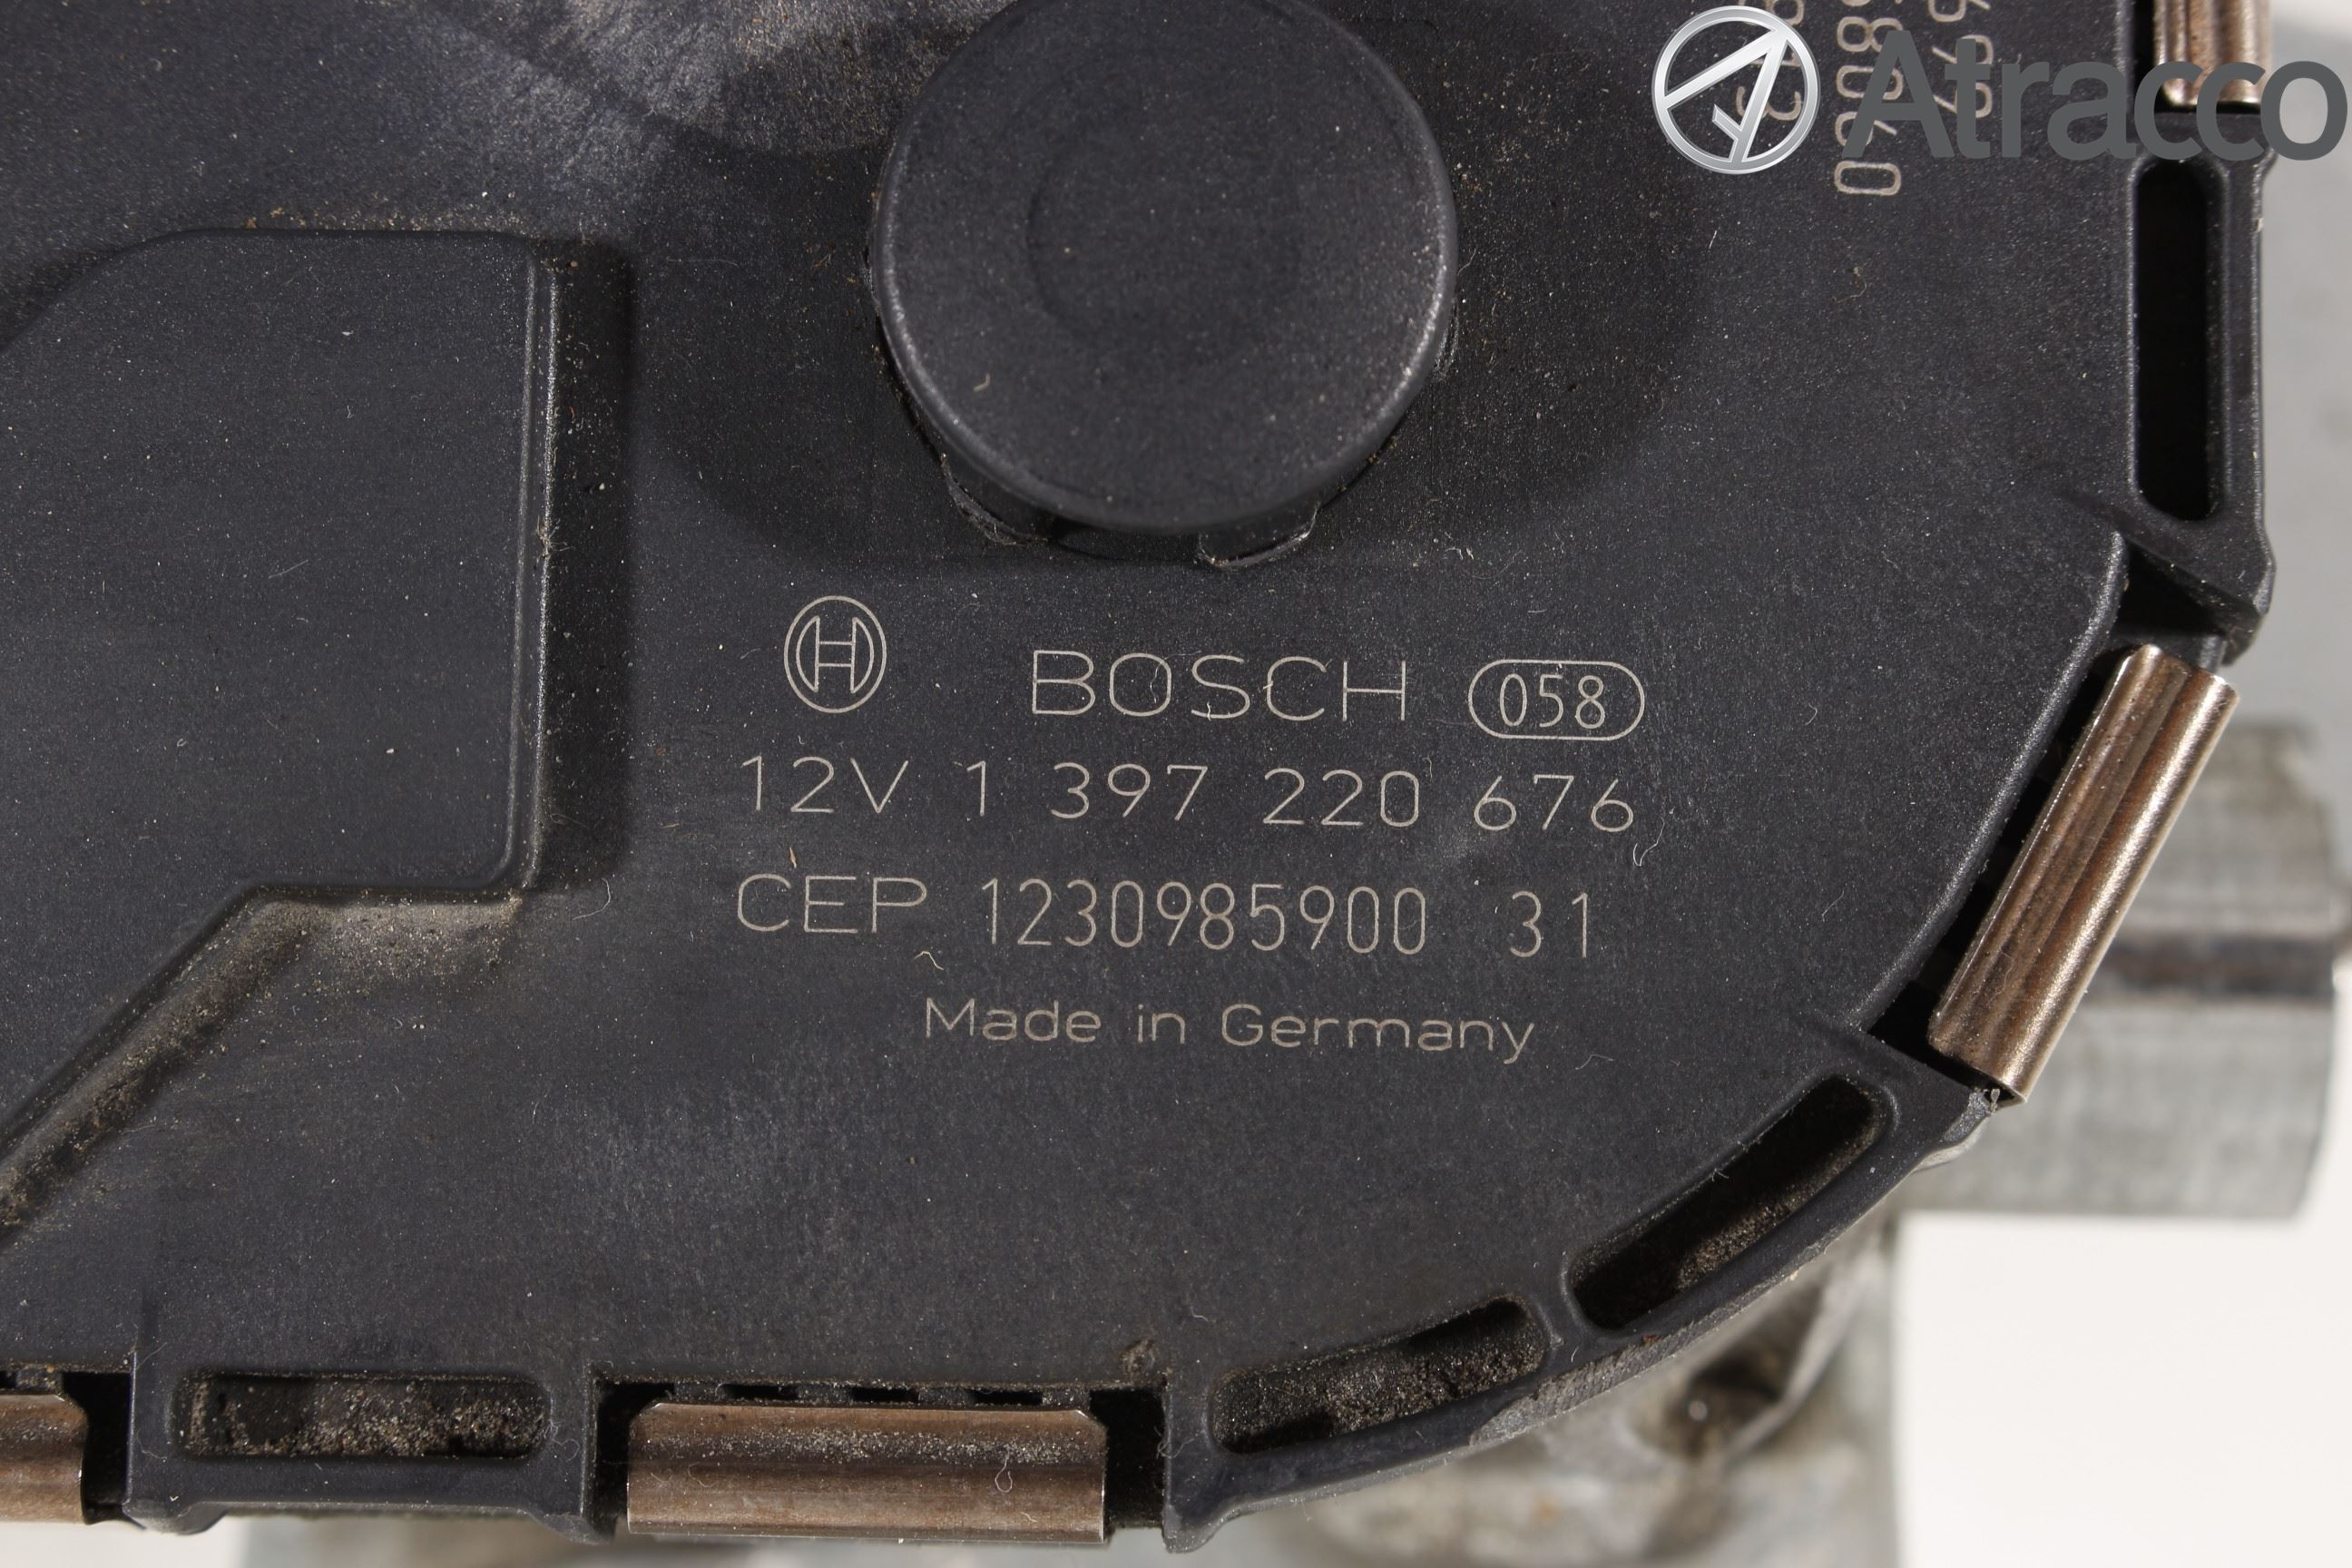 Atracco
BOSCH 058
12V 1 397 220 676
CEP 1230985900 31
Made in Germany